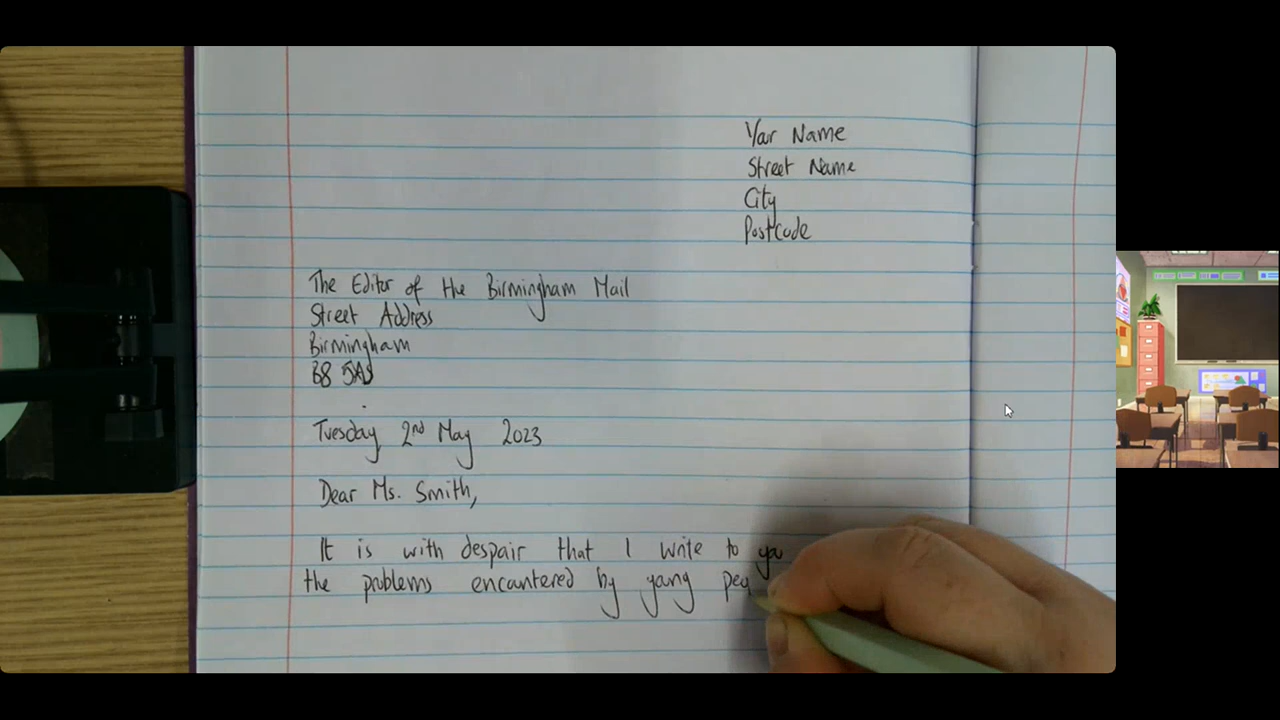 Your Name
Street Name
City
Postcode
The Editor of the Birmingham Mail
Street Address
Birmingham
B8 5AS
Tuesday 2nd May 2023
Dear Ms. Smith,
It is with despair that I write to you
the problems encountered by young peo